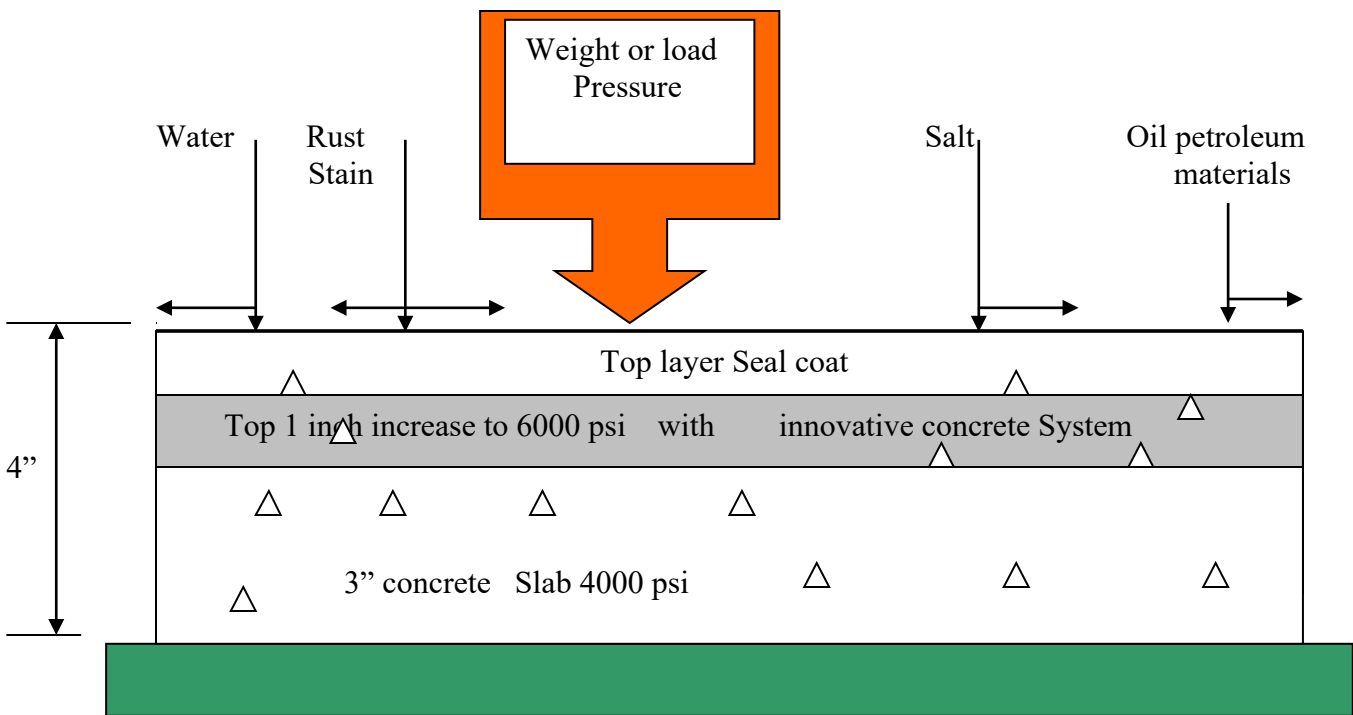 Weight or load
Pressure
Water
Rust
Stain
Salt
Oil petroleum
materials
Top layer Seal coat
Top 1 inch increase to 6000 psi with innovative concrete System
4”
3” concrete Slab 4000 psi